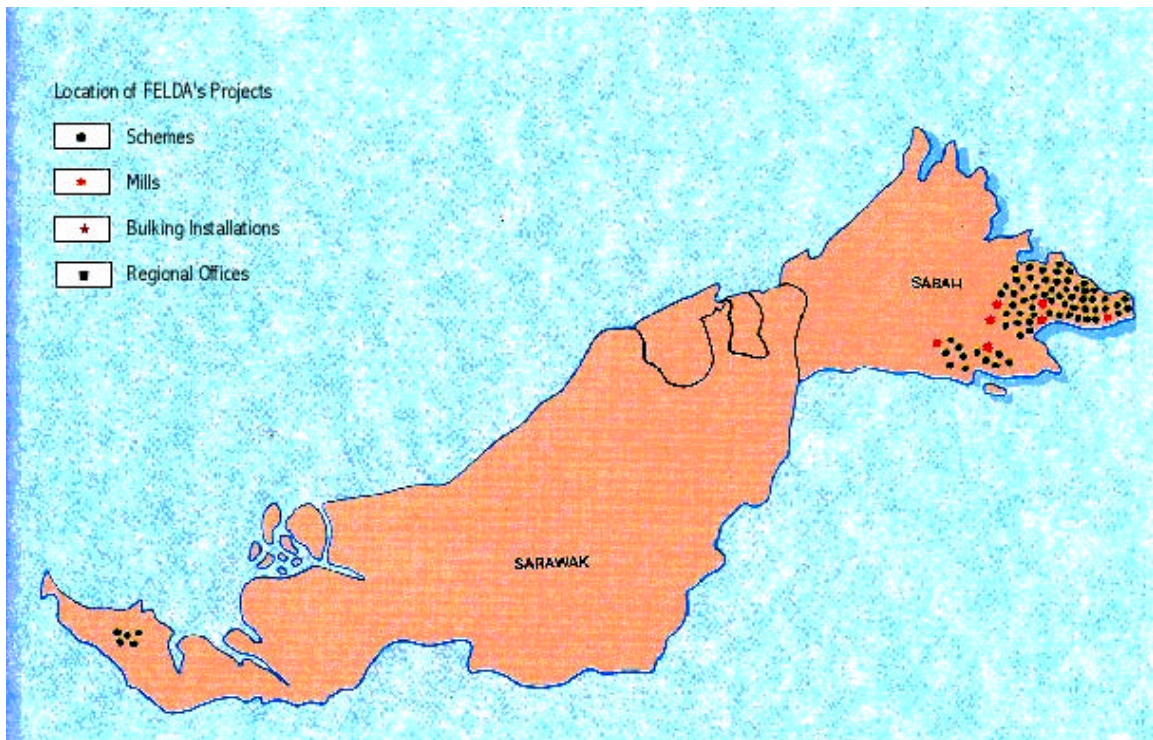 Location of FELDA's Projects
Schemes
Mills
Bulking Installations
Regional Offices
SABAH
SARAWAK